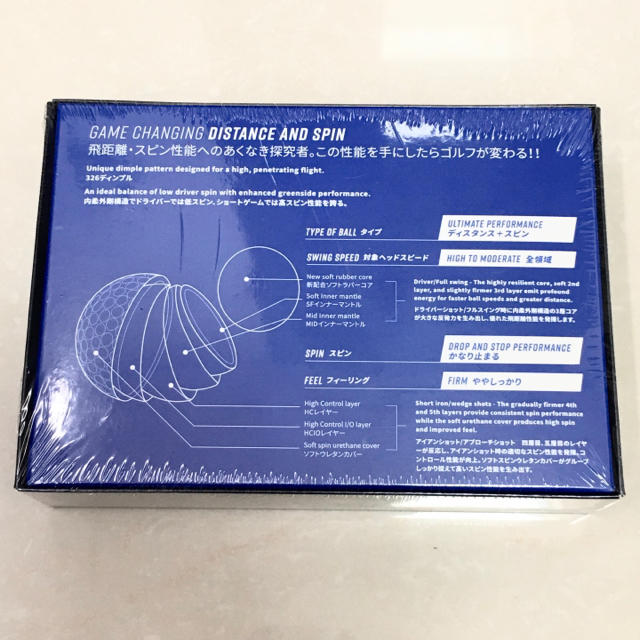 GAME CHANGING DISTANCE AND SPIN
飛距離・スピン性能へのあくなき探究者。この性能を手にしたらゴルフが変わる!!
Unique dimple pattern designed for a high, penetrating flight.
326ディンプル
An ideal balance of low driver spin with enhanced greenside performance.
内柔外剛構造でドライバーでは低スピン、ショートゲームでは高スピン性能を誇る。
TYPE OF BALL タイプ
ULTIMATE PERFORMANCE
ディスタンス+スピン
SWING SPEED 対象ヘッドスピード
HIGH TO MODERATE 全領域
New soft rubber core
新配合ソフトラバーコア
Soft Inner mantle
SFインナーマントル
Mid Inner mantle
MIDインナーマントル
Driver/Full swing - The highly resilient core, soft 2nd
layer, and slightly firmer 3rd layer emit profound
energy for faster ball speeds and greater distance.
ドライバーショット/フルスイング時に内柔外剛構造の3層コア
が大きな反発力を生み出し、優れた飛距離性能を発揮します。
SPIN スピン
DROP AND STOP PERFORMANCE
かなり止まる
FEEL フィーリング
FIRM ややしっかり
High Control layer
HCレイヤー
High Control I/O layer
HCIOレイヤー
Soft spin urethane cover
ソフトウレタンカバー
Short iron/wedge shots - The gradually firmer 4th
and 5th layers provide consistent spin performance
while the soft urethane cover produces high spin
and improved feel.
アイアンショット/アプローチショット 四層目、五層目のレイヤ
ーが反応し、アイアンショット時の適切なスピン性能を発揮。コ
ントロール性能が向上。ソフトスピンウレタンカバーがグルーブ
しっかり捉えて高いスピン性能を生み出す。